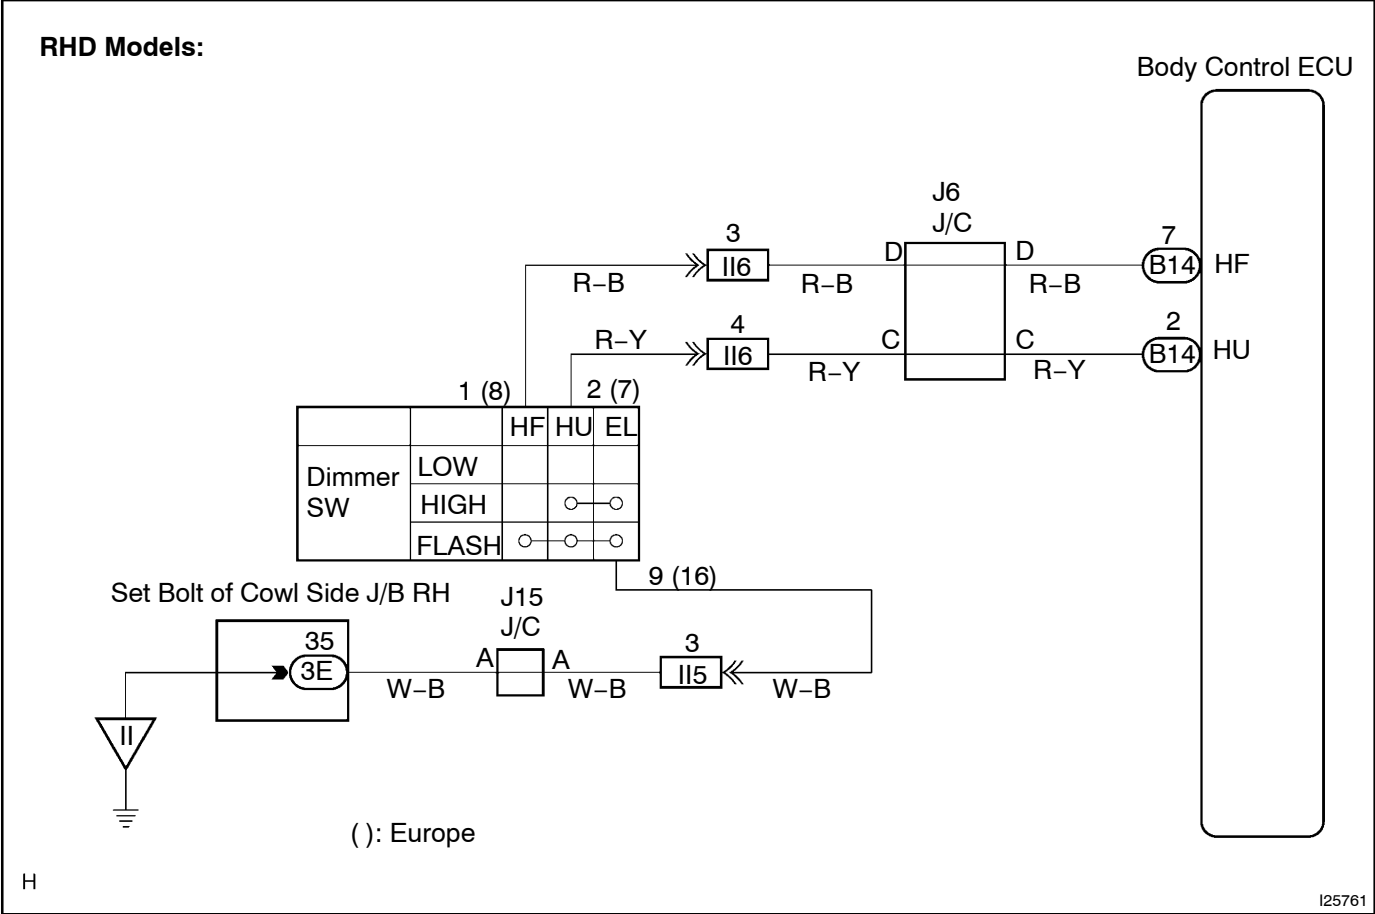 RHD Models:
Body Control ECU
J6
J/C
3
D
D
7
II6
B14
HF
R–B
R–B
R–B
4
C
C
2
R–Y
II6
B14
HU
R–Y
R–Y
1 (8)
2 (7)
HF HU EL
Dimmer
SW
LOW
HIGH
FLASH
9 (16)
Set Bolt of Cowl Side J/B RH
J15
J/C
35
3E
A
A
3
II5
W–B
W–B
W–B
II
( ): Europe
H
I25761